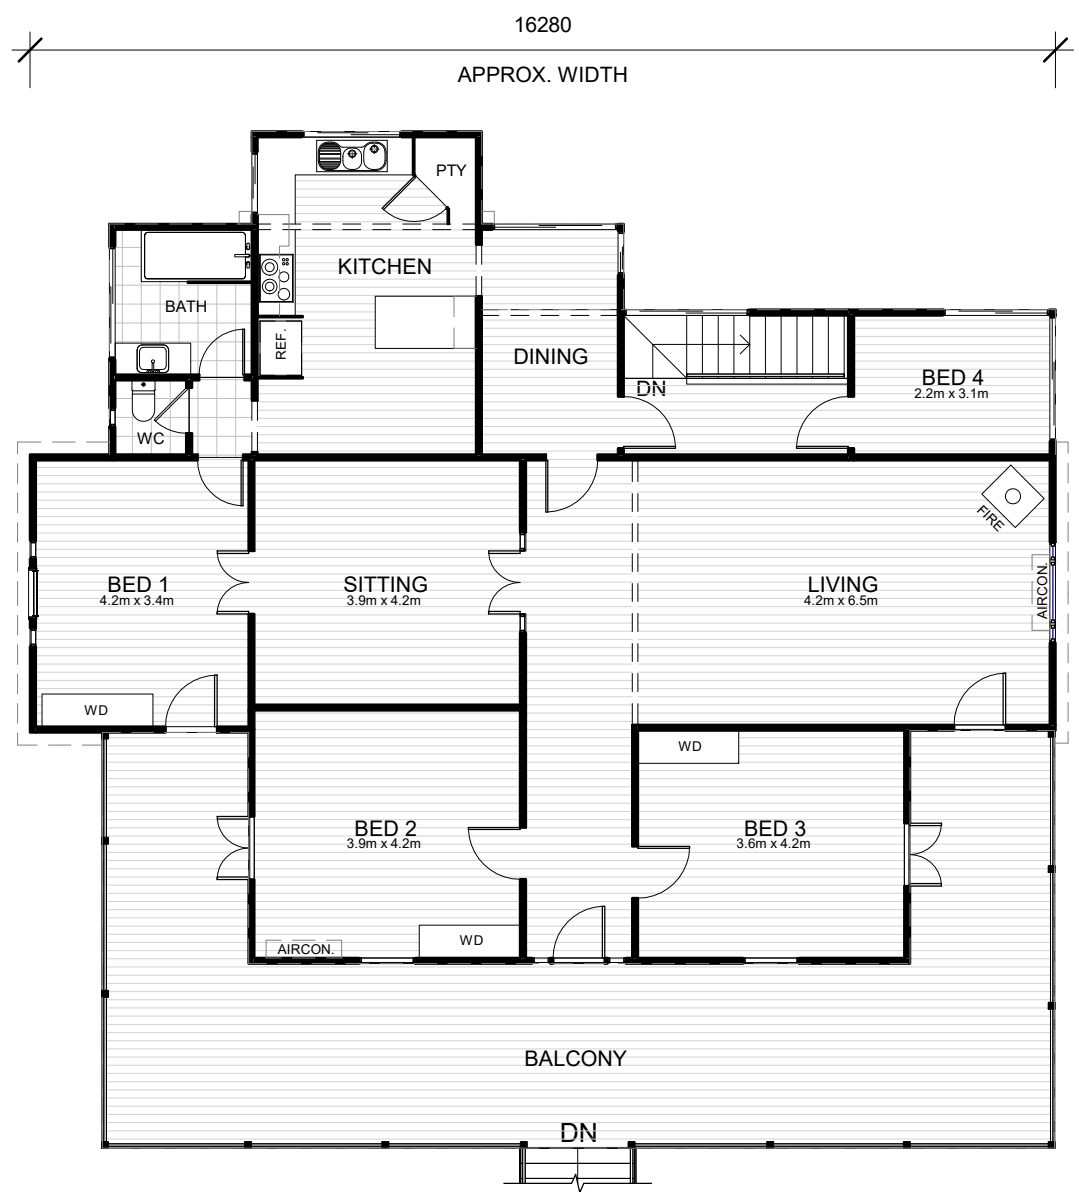 16280
APPROX. WIDTH
PTY
KITCHEN
BATH
REF.
DINING
DN
BED 4
2.2m x 3.1m
WC
FIRE
BED 1
4.2m x 3.4m
SITTING
3.9m x 4.2m
LIVING
4.2m x 6.5m
AIRCON.
WD
WD
BED 2
3.9m x 4.2m
BED 3
3.6m x 4.2m
WD
AIRCON.
BALCONY
DN